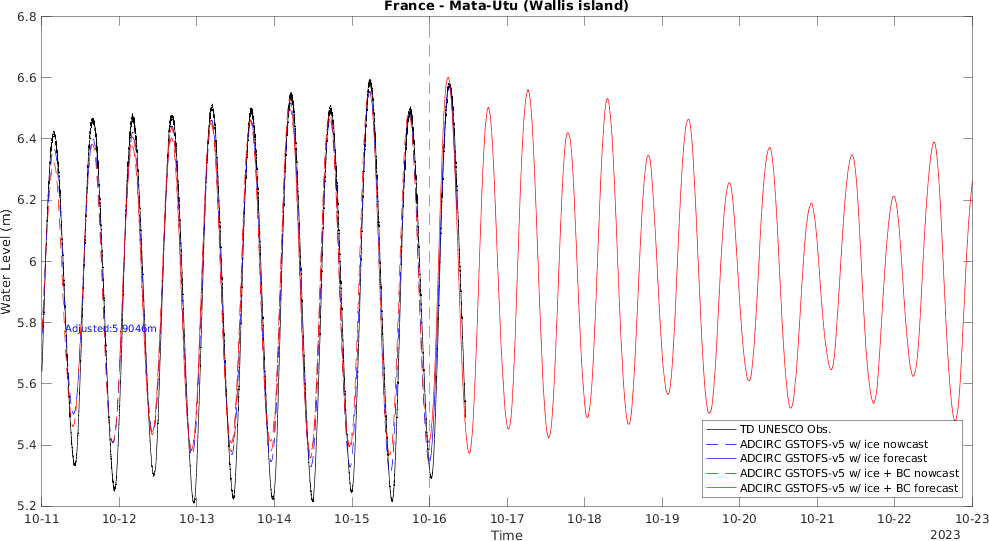 France - Mata-Utu (Wallis island)
6.8
6.6
6.4
6.2
6
5.8
5.6
5.4
5.2
Water Level (m)
Adjusted:5.9046m
TD UNESCO Obs.
ADCIRC GSTOFS-v5 w/ ice nowcast
ADCIRC GSTOFS-v5 w/ ice forecast
ADCIRC GSTOFS-v5 w/ ice + BC nowcast
ADCIRC GSTOFS-v5 w/ ice + BC forecast
10-11 10-12 10-13 10-14 10-15 10-16 10-17 10-18 10-19 10-20 10-21 10-22 10-23
Time
2023